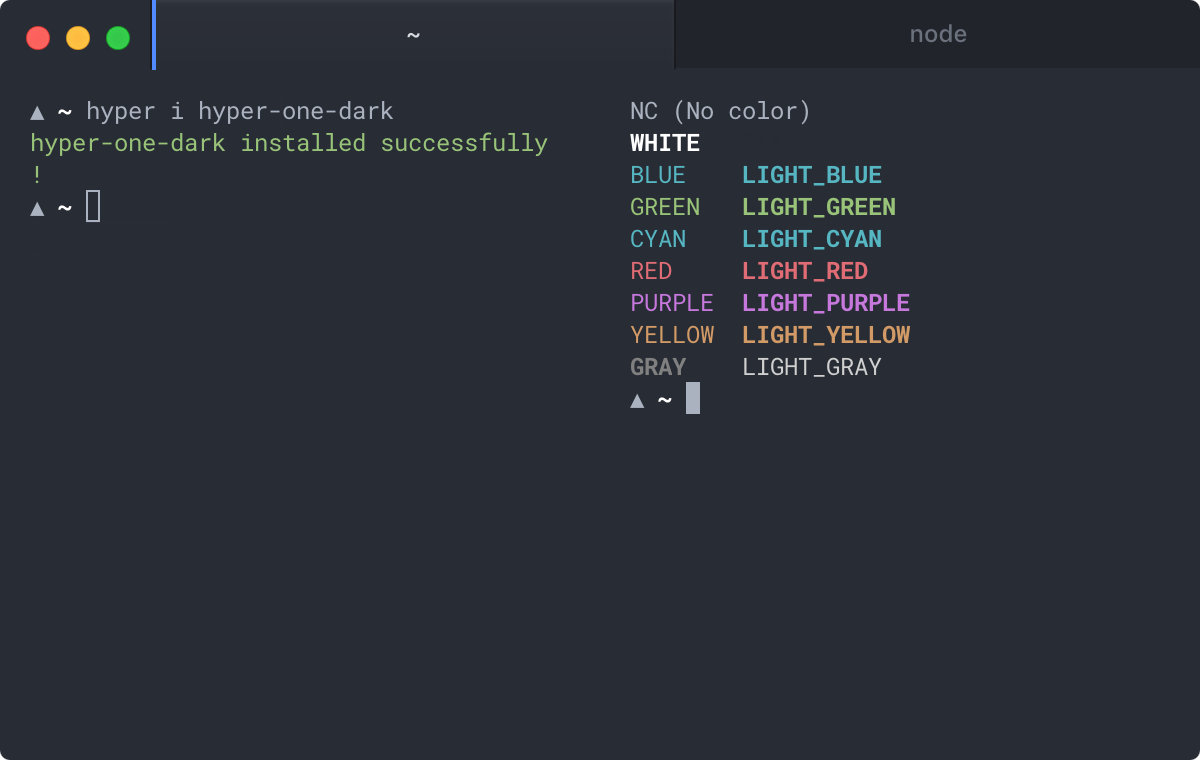 ~
node
▲ ~ hyper i hyper-one-dark
hyper-one-dark installed successfully
!
▲ ~
NC (No color)
WHITE
BLUE LIGHT_BLUE
GREEN LIGHT_GREEN
CYAN LIGHT_CYAN
RED LIGHT_RED
PURPLE LIGHT_PURPLE
YELLOW LIGHT_YELLOW
GRAY LIGHT_GRAY
▲ ~